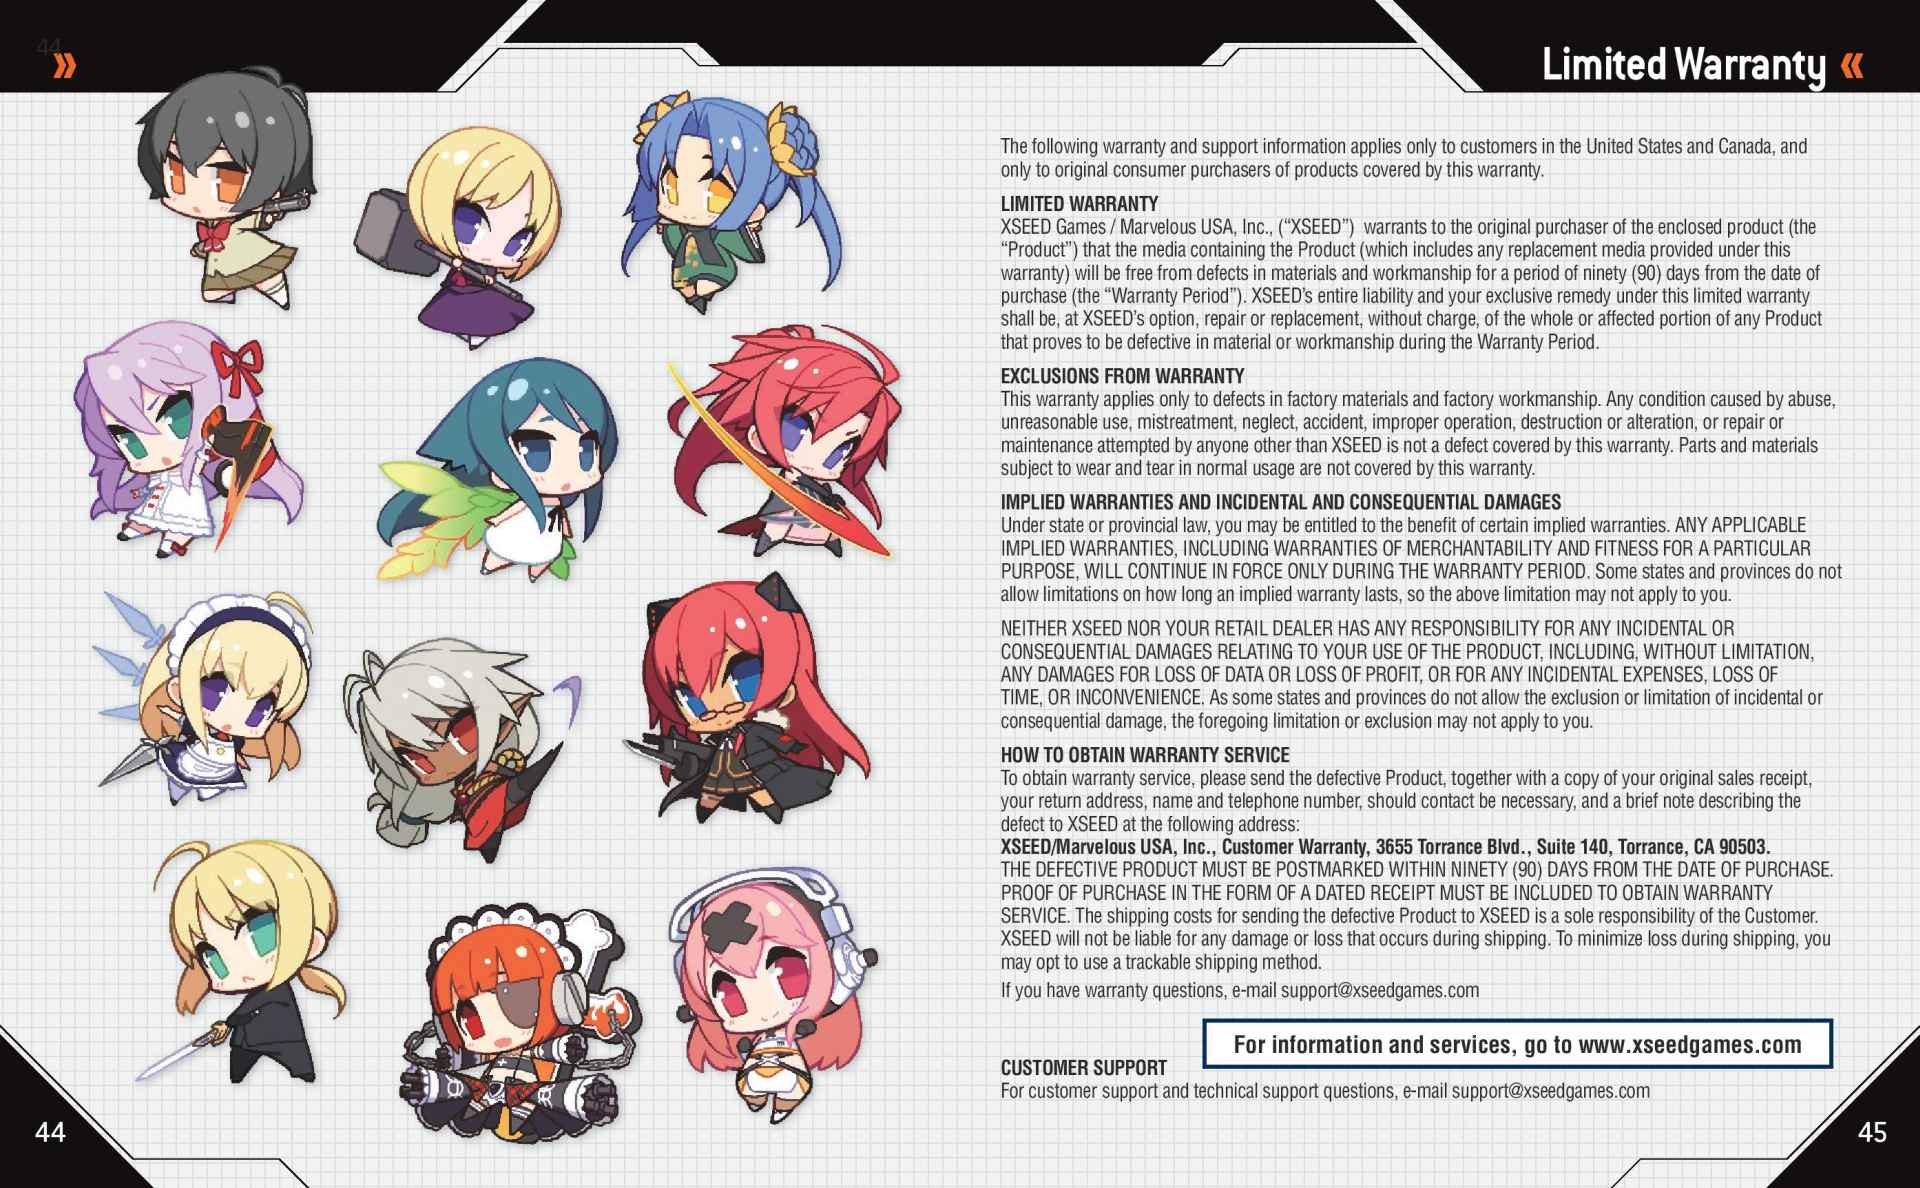 44
Limited Warranty
The following warranty and support information applies only to customers in the United States and Canada, and
only to original consumer purchasers of products covered by this warranty.
LIMITED WARRANTY
XSEED Games / Marvelous USA, Inc., (“XSEED”) warrants to the original purchaser of the enclosed product (the
“Product”) that the media containing the Product (which includes any replacement media provided under this
warranty) will be free from defects in materials and workmanship for a period of ninety (90) days from the date of
purchase (the “Warranty Period”). XSEED’s entire liability and your exclusive remedy under this limited warranty
shall be, at XSEED’s option, repair or replacement, without charge, of the whole or affected portion of any Product
that proves to be defective in material or workmanship during the Warranty Period.
EXCLUSIONS FROM WARRANTY
This warranty applies only to defects in factory materials and factory workmanship. Any condition caused by abuse,
unreasonable use, mistreatment, neglect, accident, improper operation, destruction or alteration, or repair or
maintenance attempted by anyone other than XSEED is not a defect covered by this warranty. Parts and materials
subject to wear and tear in normal usage are not covered by this warranty.
IMPLIED WARRANTIES AND INCIDENTAL AND CONSEQUENTIAL DAMAGES
Under state or provincial law, you may be entitled to the benefit of certain implied warranties. ANY APPLICABLE
IMPLIED WARRANTIES, INCLUDING WARRANTIES OF MERCHANTABILITY AND FITNESS FOR A PARTICULAR
PURPOSE, WILL CONTINUE IN FORCE ONLY DURING THE WARRANTY PERIOD. Some states and provinces do not
allow limitations on how long an implied warranty lasts, so the above limitation may not apply to you.
NEITHER XSEED NOR YOUR RETAIL DEALER HAS ANY RESPONSIBILITY FOR ANY INCIDENTAL OR
CONSEQUENTIAL DAMAGES RELATING TO YOUR USE OF THE PRODUCT, INCLUDING, WITHOUT LIMITATION,
ANY DAMAGES FOR LOSS OF DATA OR LOSS OF PROFIT, OR FOR ANY INCIDENTAL EXPENSES, LOSS OF
TIME, OR INCONVENIENCE. As some states and provinces do not allow the exclusion or limitation of incidental or
consequential damage, the foregoing limitation or exclusion may not apply to you.
HOW TO OBTAIN WARRANTY SERVICE
To obtain warranty service, please send the defective Product, together with a copy of your original sales receipt,
your return address, name and telephone number, should contact be necessary, and a brief note describing the
defect to XSEED at the following address:
XSEED/Marvelous USA, Inc., Customer Warranty, 3655 Torrance Blvd., Suite 140, Torrance, CA 90503.
THE DEFECTIVE PRODUCT MUST BE POSTMARKED WITHIN NINETY (90) DAYS FROM THE DATE OF PURCHASE.
PROOF OF PURCHASE IN THE FORM OF A DATED RECEIPT MUST BE INCLUDED TO OBTAIN WARRANTY
SERVICE. The shipping costs for sending the defective Product to XSEED is a sole responsibility of the Customer.
XSEED will not be liable for any damage or loss that occurs during shipping. To minimize loss during shipping, you
may opt to use a trackable shipping method.
If you have warranty questions, e-mail support@xseedgames.com
For information and services, go to www.xseedgames.com
CUSTOMER SUPPORT
For customer support and technical support questions, e-mail support@xseedgames.com
44
45